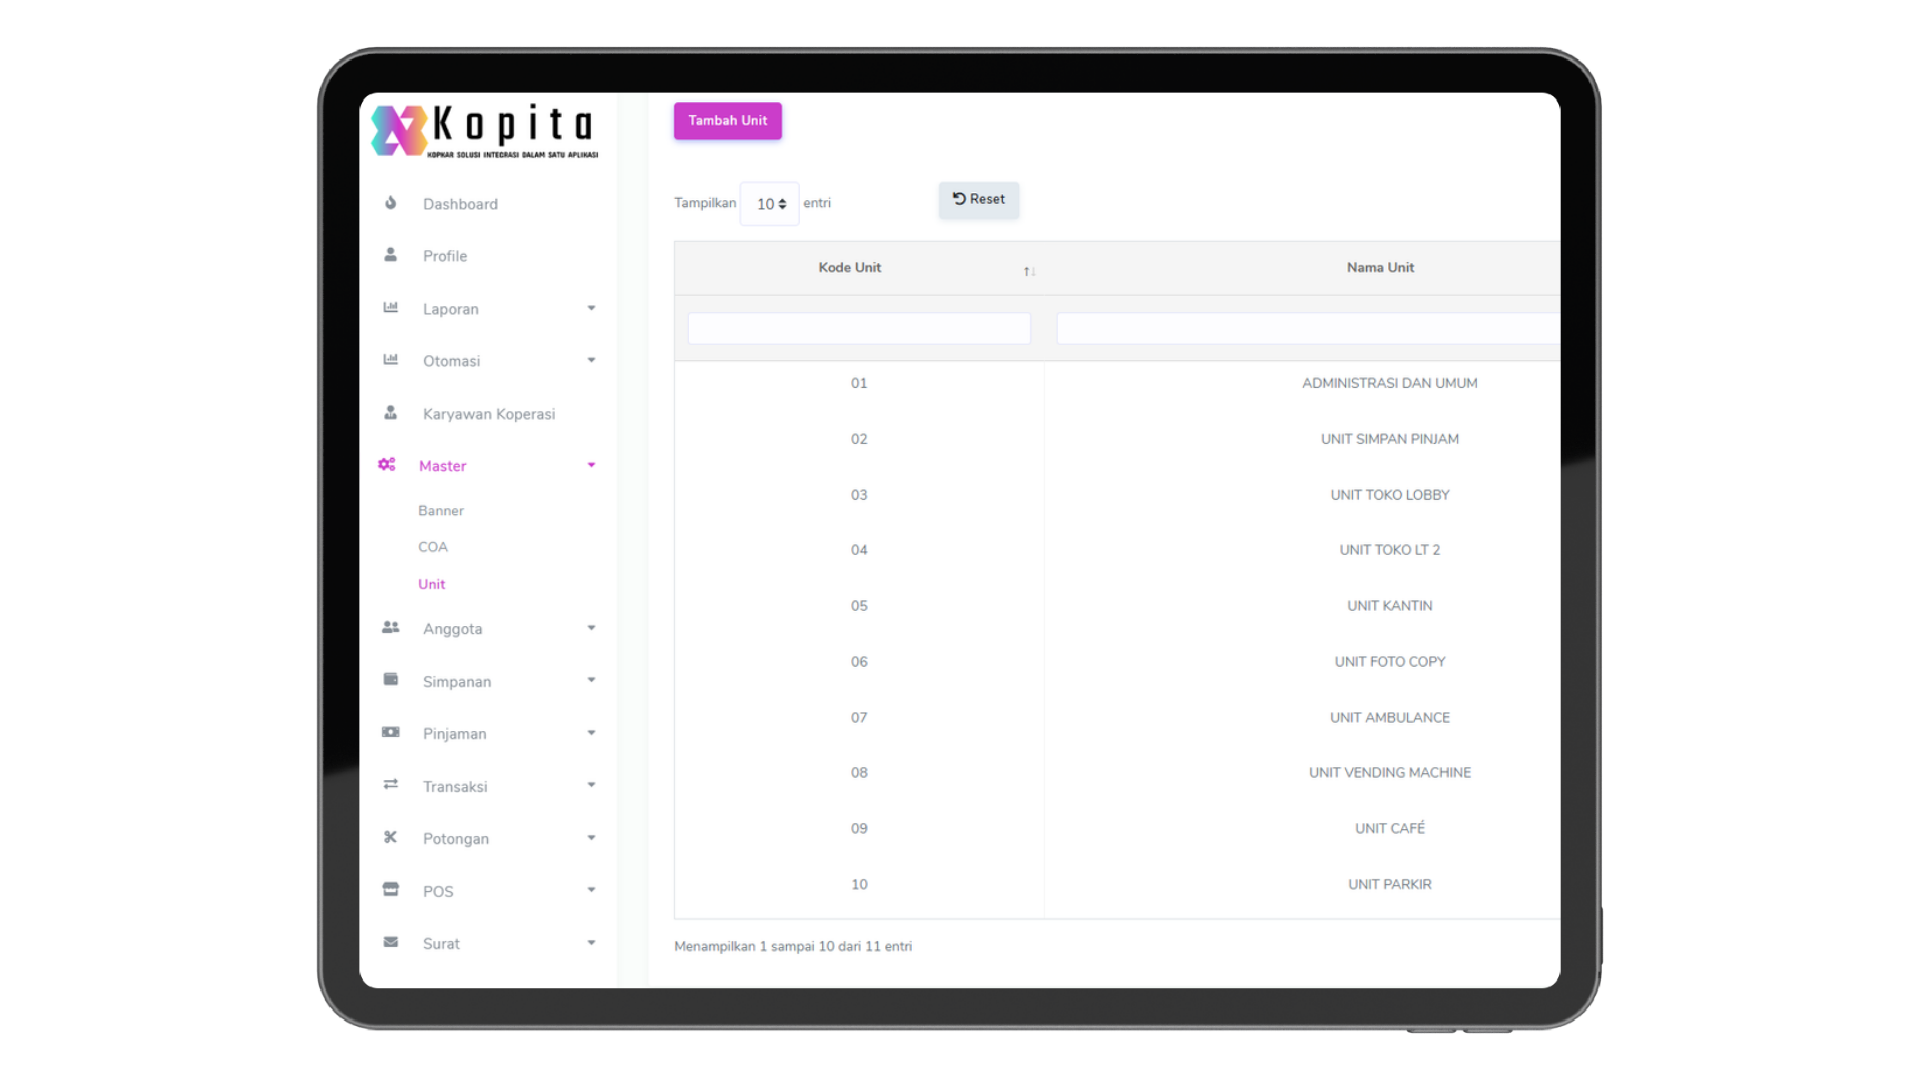 Kopita
KOPKAR SOLUSI INTEGRASI DALAM SATU APLIKASI
Dashboard
Profile
Laporan
Otomasi
Karyawan Koperasi
Master
Banner
COA
Unit
Anggota
Simpanan
Pinjaman
Transaksi
Potongan
POS
Surat
Tambah Unit
Tampilkan 10 entri
Reset
Kode Unit Nama Unit
01 ADMINISTRASI DAN UMUM
02 UNIT SIMPAN PINJAM
03 UNIT TOKO LOBBY
04 UNIT TOKO LT 2
05 UNIT KANTIN
06 UNIT FOTO COPY
07 UNIT AMBULANCE
08 UNIT VENDING MACHINE
09 UNIT CAFÉ
10 UNIT PARKIR
Menampilkan 1 sampai 10 dari 11 entri